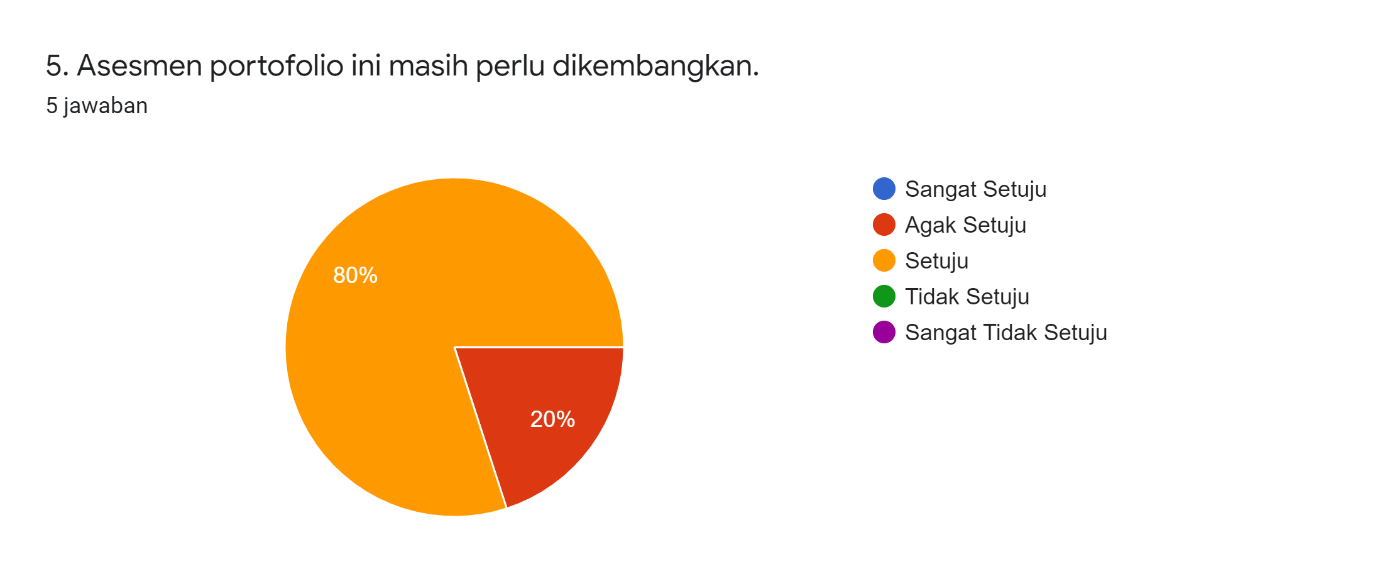 5. Asesmen portofolio ini masih perlu dikembangkan.
5 jawaban
80%
20%
Sangat Setuju
Agak Setuju
Setuju
Tidak Setuju
Sangat Tidak Setuju